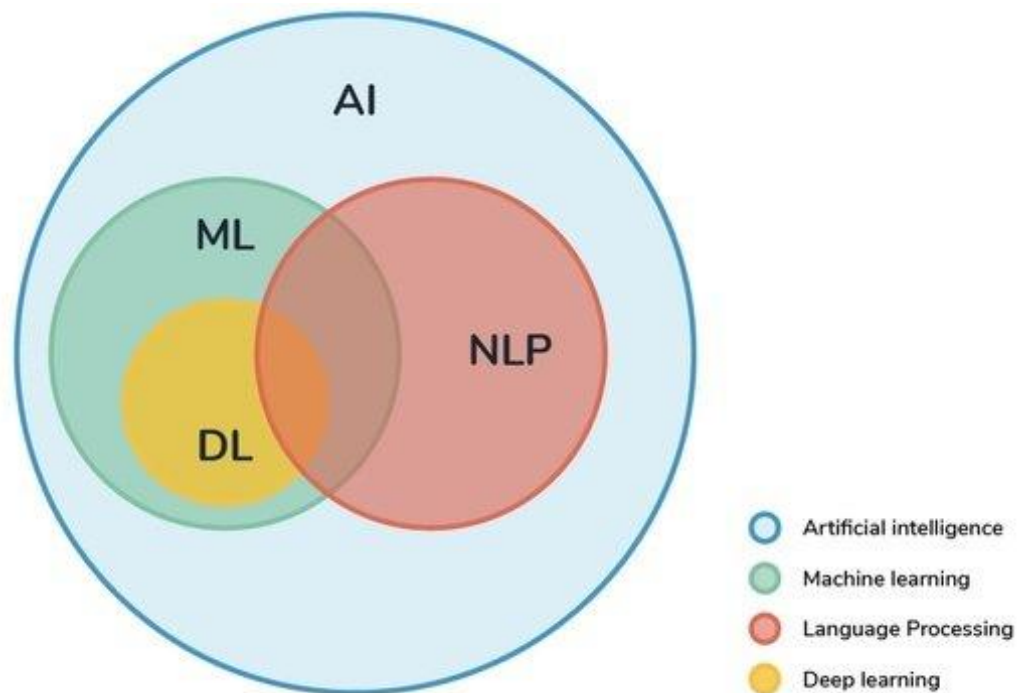 AI
ML
NLP
DL
Artificial intelligence
Machine learning
Language Processing
Deep learning